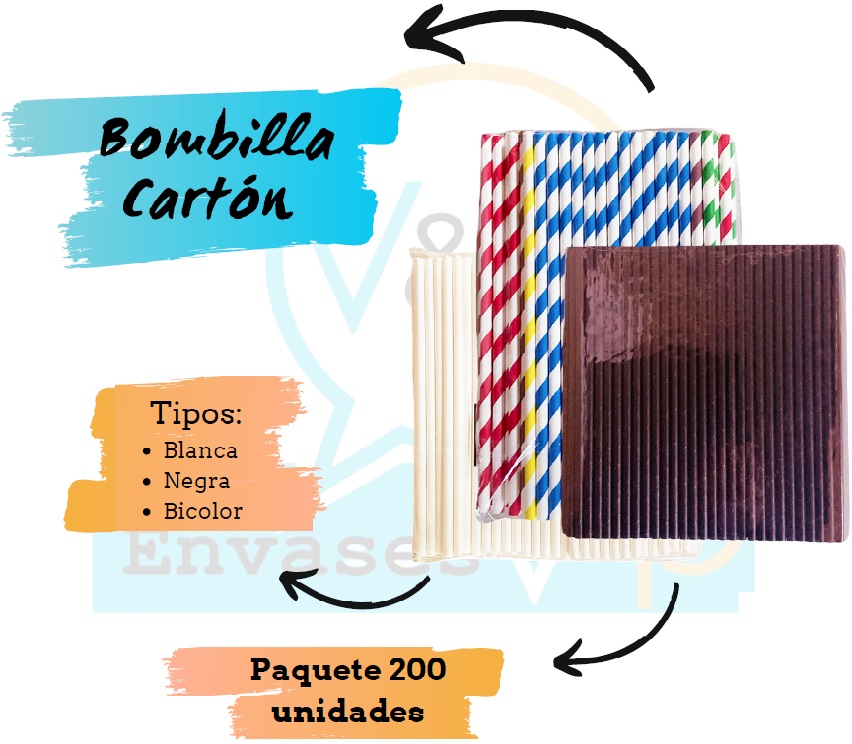 Bombilla
Cartón
Tipos:
• Blanca
• Negra
• Bicolor
Envases
Paquete 200
unidades